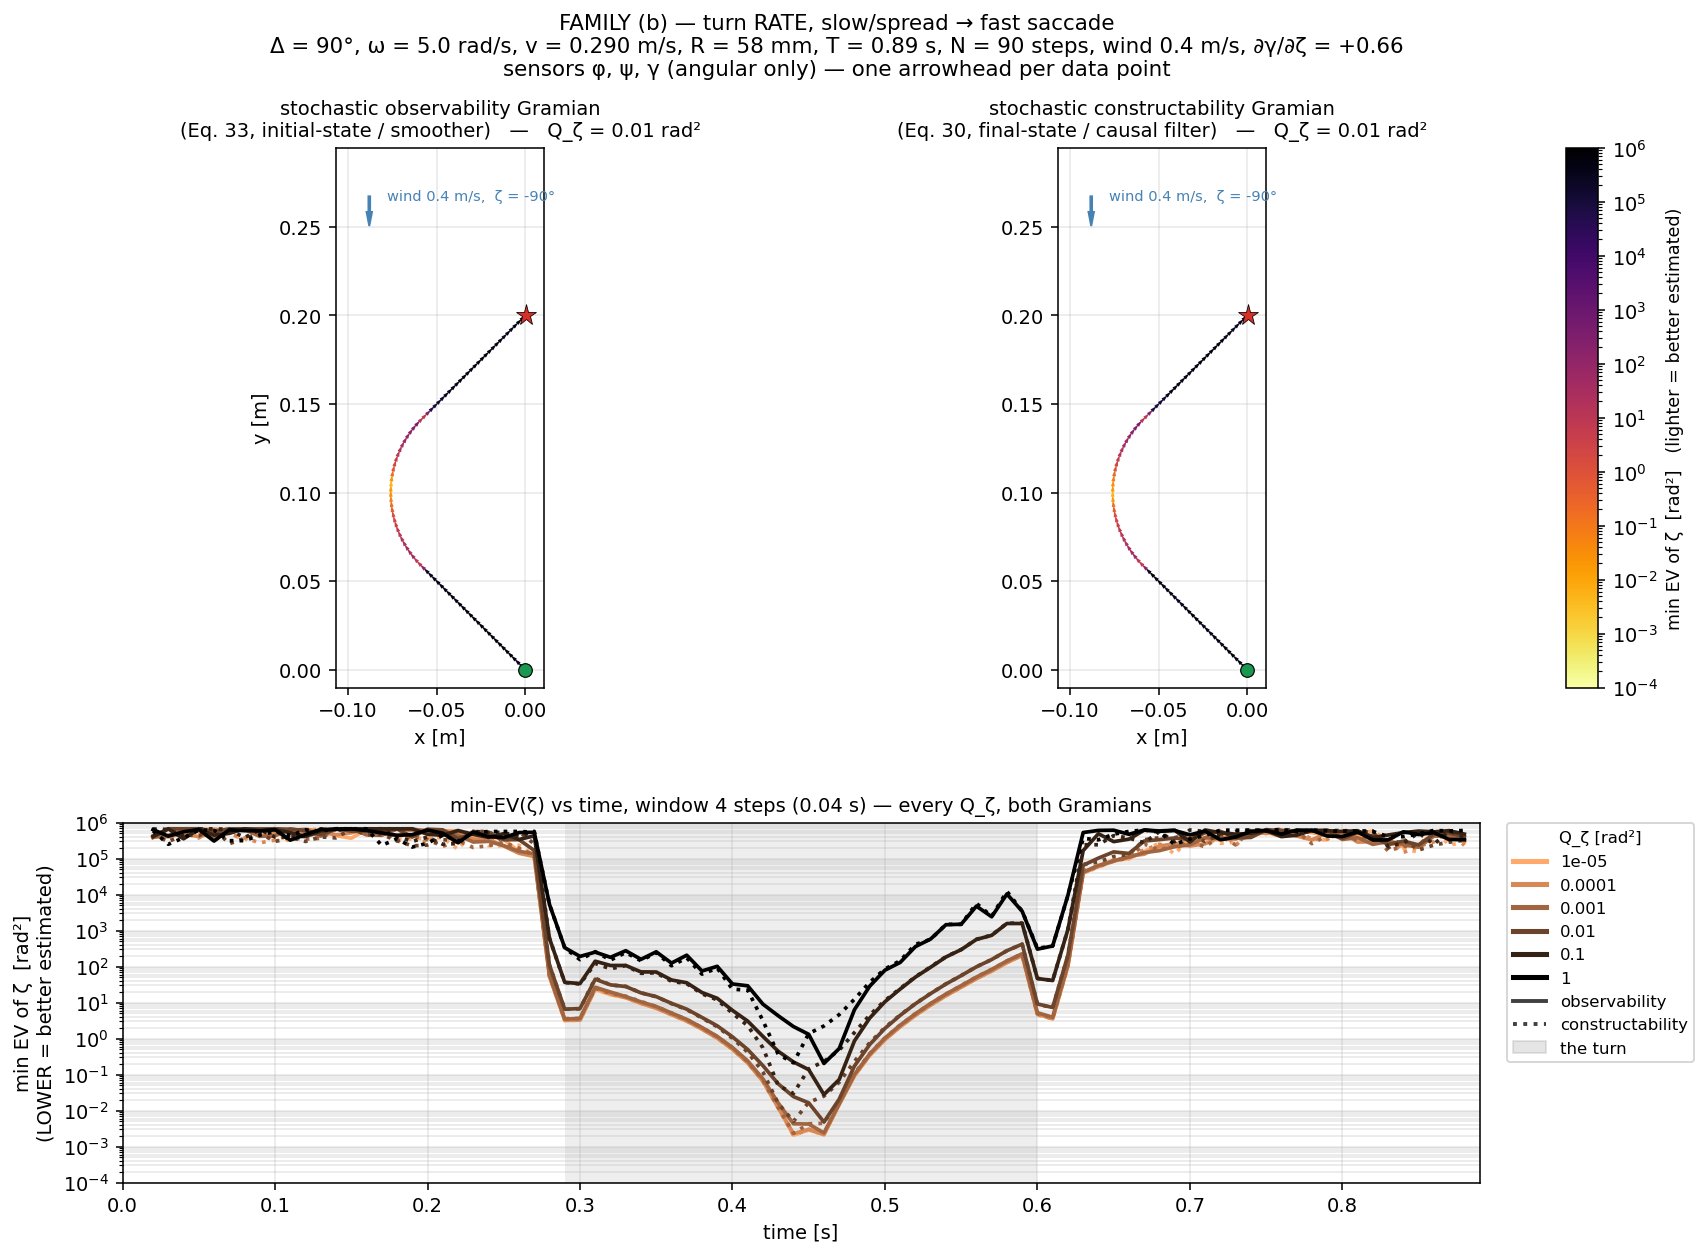 FAMILY (b) — turn RATE, slow/spread → fast saccade
Δ = 90°, ω = 5.0 rad/s, v = 0.290 m/s, R = 58 mm, T = 0.89 s, N = 90 steps, wind 0.4 m/s, ∂γ/∂ζ = +0.66
sensors φ, ψ, γ (angular only) — one arrowhead per data point
stochastic observability Gramian
(Eq. 33, initial-state / smoother) — Q_ζ = 0.01 rad²
wind 0.4 m/s, ζ = -90°
0.25
0.20
0.15
0.10
0.05
0.00
y [m]
−0.10 −0.05 0.00
x [m]
stochastic constructability Gramian
(Eq. 30, final-state / causal filter) — Q_ζ = 0.01 rad²
wind 0.4 m/s, ζ = -90°
0.25
0.20
0.15
0.10
0.05
0.00
−0.10 −0.05 0.00
x [m]
10⁶
10⁵
10⁴
10³
10²
10¹
10⁰
10⁻¹
10⁻²
10⁻³
10⁻⁴
min EV of ζ [rad²] (lighter = better estimated)
min-EV(ζ) vs time, window 4 steps (0.04 s) — every Q_ζ, both Gramians
10⁶
10⁵
10⁴
10³
10²
10¹
10⁰
10⁻¹
10⁻²
10⁻³
10⁻⁴
min EV of ζ [rad²]
(LOWER = better estimated)
0.0 0.1 0.2 0.3 0.4 0.5 0.6 0.7 0.8
time [s]
Q_ζ [rad²]
1e-05
0.0001
0.001
0.01
0.1
1
observability
constructability
the turn